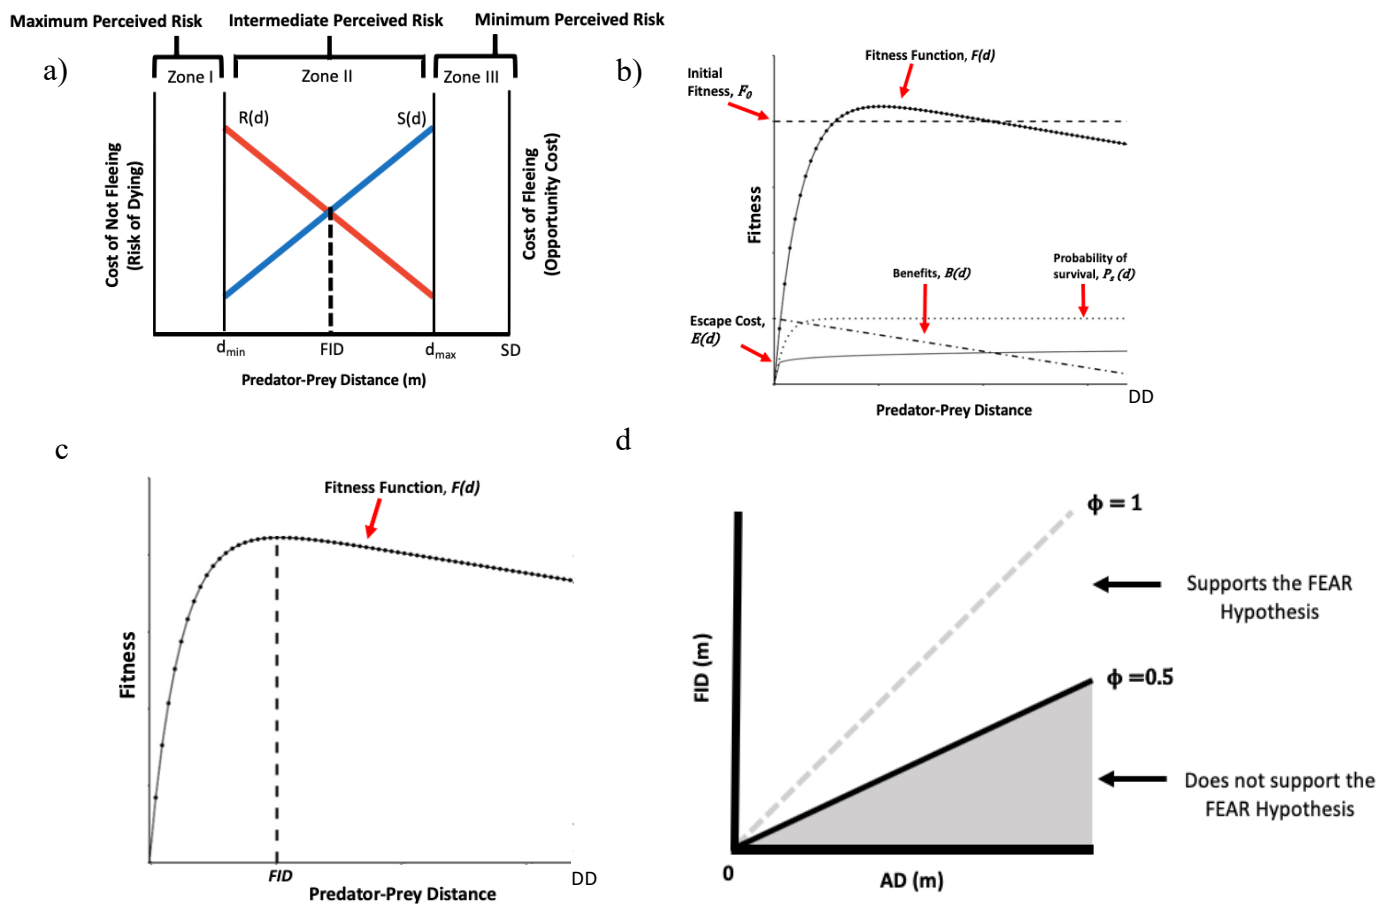 Maximum Perceived Risk
Intermediate Perceived Risk
Minimum Perceived Risk
a)
Zone I
Zone II
Zone III
R(d)
S(d)
Cost of Not Fleeing
(Risk of Dying)
Cost of Fleeing
(Opportunity Cost)
dmin
FID
dmax
SD
Predator-Prey Distance (m)
b)
Fitness Function, F(d)
Initial
Fitness, F0
Fitness
Benefits, B(d)
Probability of
survival, Ps (d)
Escape Cost,
E(d)
DD
Predator-Prey Distance
c
Fitness Function, F(d)
Fitness
FID
DD
Predator-Prey Distance
d
ϕ = 1
Supports the FEAR
Hypothesis
FID (m)
ϕ =0.5
Does not support the
FEAR Hypothesis
0
AD (m)